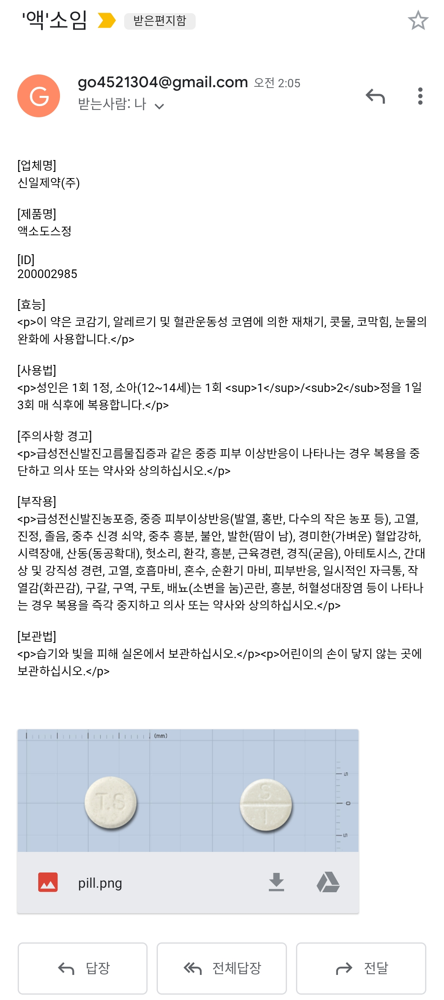 '액'소임 받은편지함
G
go4521304@gmail.com 오전 2:05
받는사람: 나
[업체명]
신일제약(주)
[제품명]
액소도스정
[ID]
200002985
[효능]
<p>이 약은 코감기, 알레르기 및 혈관운동성 코염에 의한 재채기, 콧물, 코막힘, 눈물의
완화에 사용합니다.</p>
[사용법]
<p>성인은 1회 1정, 소아(12~14세)는 1회 <sup>1</sup>/<sub>2</sub>정을 1일
3회 매 식후에 복용합니다.</p>
[주의사항 경고]
<p>급성전신발진고름물집증과 같은 중증 피부 이상반응이 나타나는 경우 복용을 중
단하고 의사 또는 약사와 상의하십시오.</p>
[부작용]
<p>급성전신발진농포증, 중증 피부이상반응(발열, 홍반, 다수의 작은 농포 등), 고열,
진정, 졸음, 중추 신경 쇠약, 중추 흥분, 불안, 발한(땀이 남), 경미한(가벼운) 혈압강하,
시력장애, 산동(동공확대), 헛소리, 환각, 흥분, 근육경련, 경직(굳음), 아테토시스, 간대
상 및 강직성 경련, 고열, 호흡마비, 혼수, 순환기 마비, 피부반응, 일시적인 자극통, 작
열감(화끈감), 구갈, 구역, 구토, 배뇨(소변을 눔)곤란, 흥분, 허혈성대장염 등이 나타나
는 경우 복용을 즉각 중지하고 의사 또는 약사와 상의하십시오.</p>
[보관법]
<p>습기와 빛을 피해 실온에서 보관하십시오.</p><p>어린이의 손이 닿지 않는 곳에
보관하십시오.</p>
(mm)
T.S
S
1
5
0
5
pill.png
답장 전체답장 전달